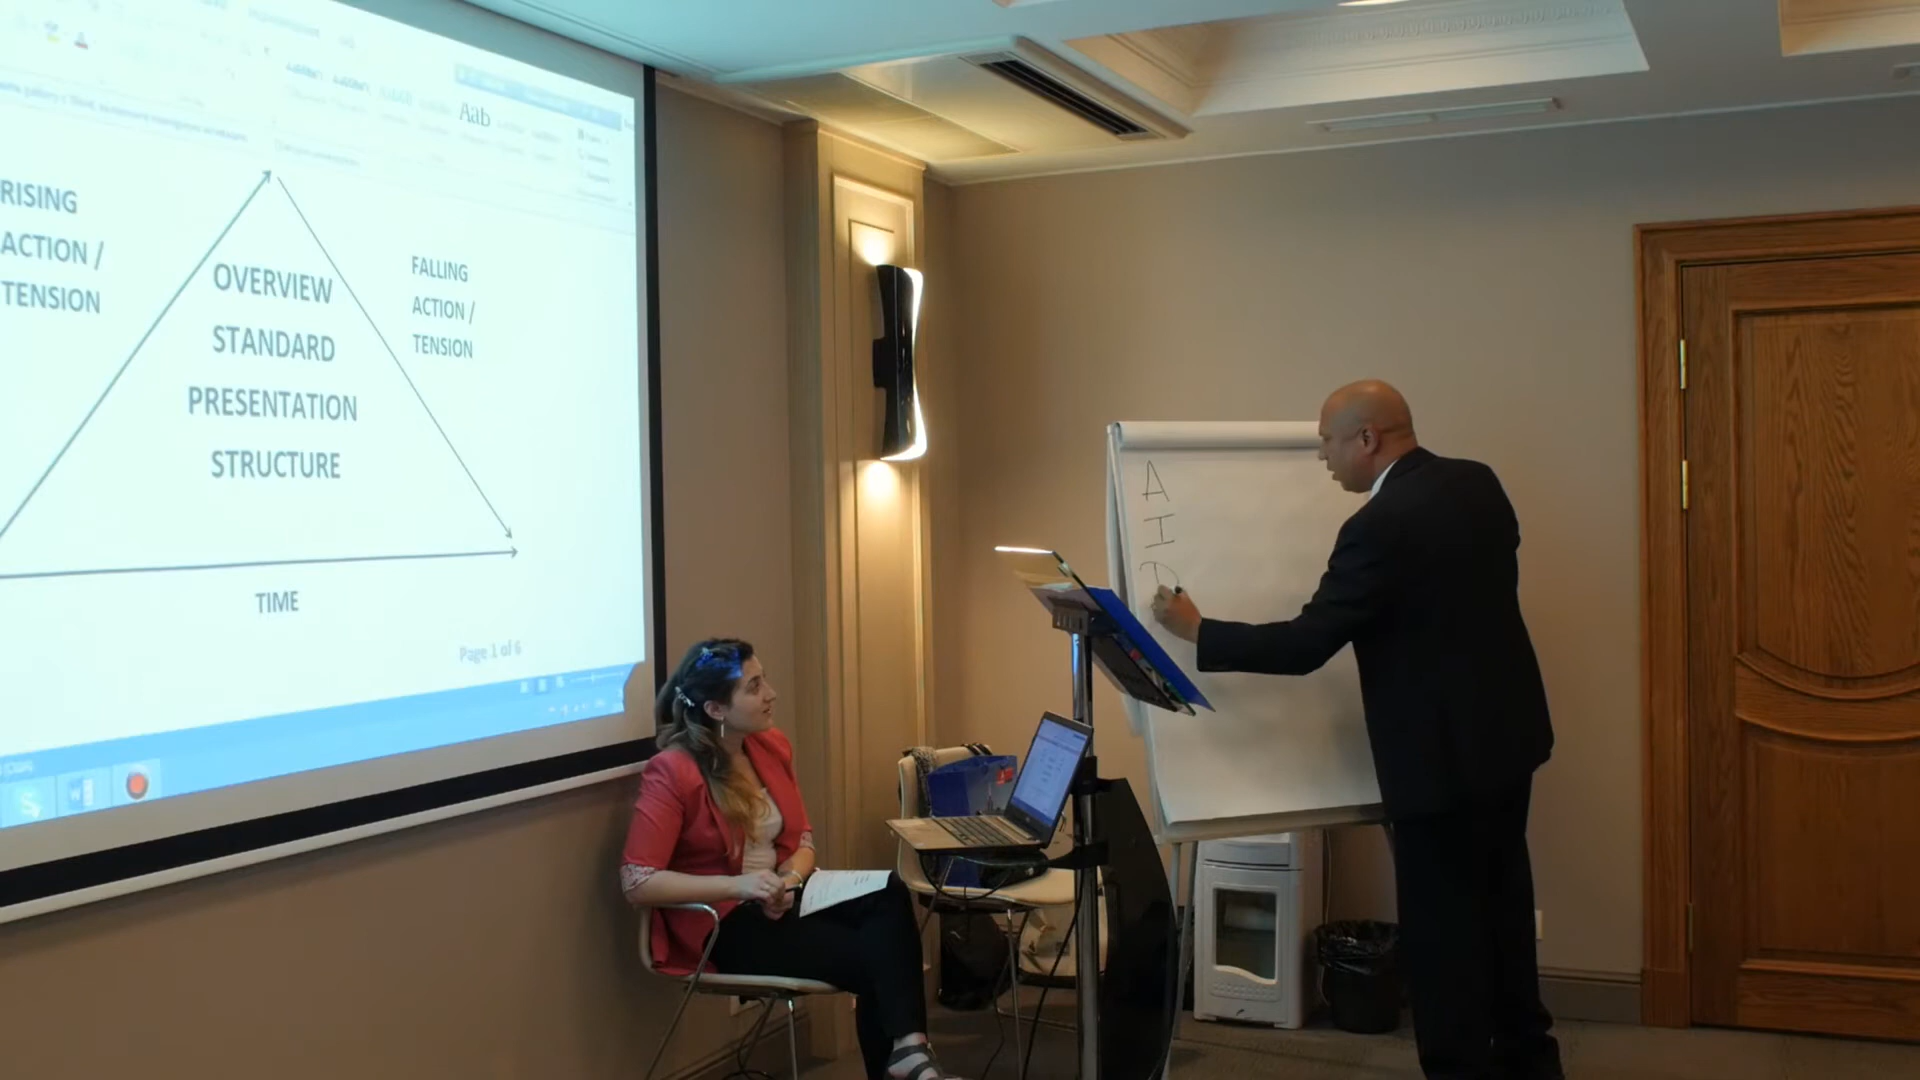 Aab
RISING
ACTION /
TENSION
OVERVIEW
STANDARD
PRESENTATION
STRUCTURE
FALLING
ACTION /
TENSION
TIME
Page 1 of 6
A
I
D